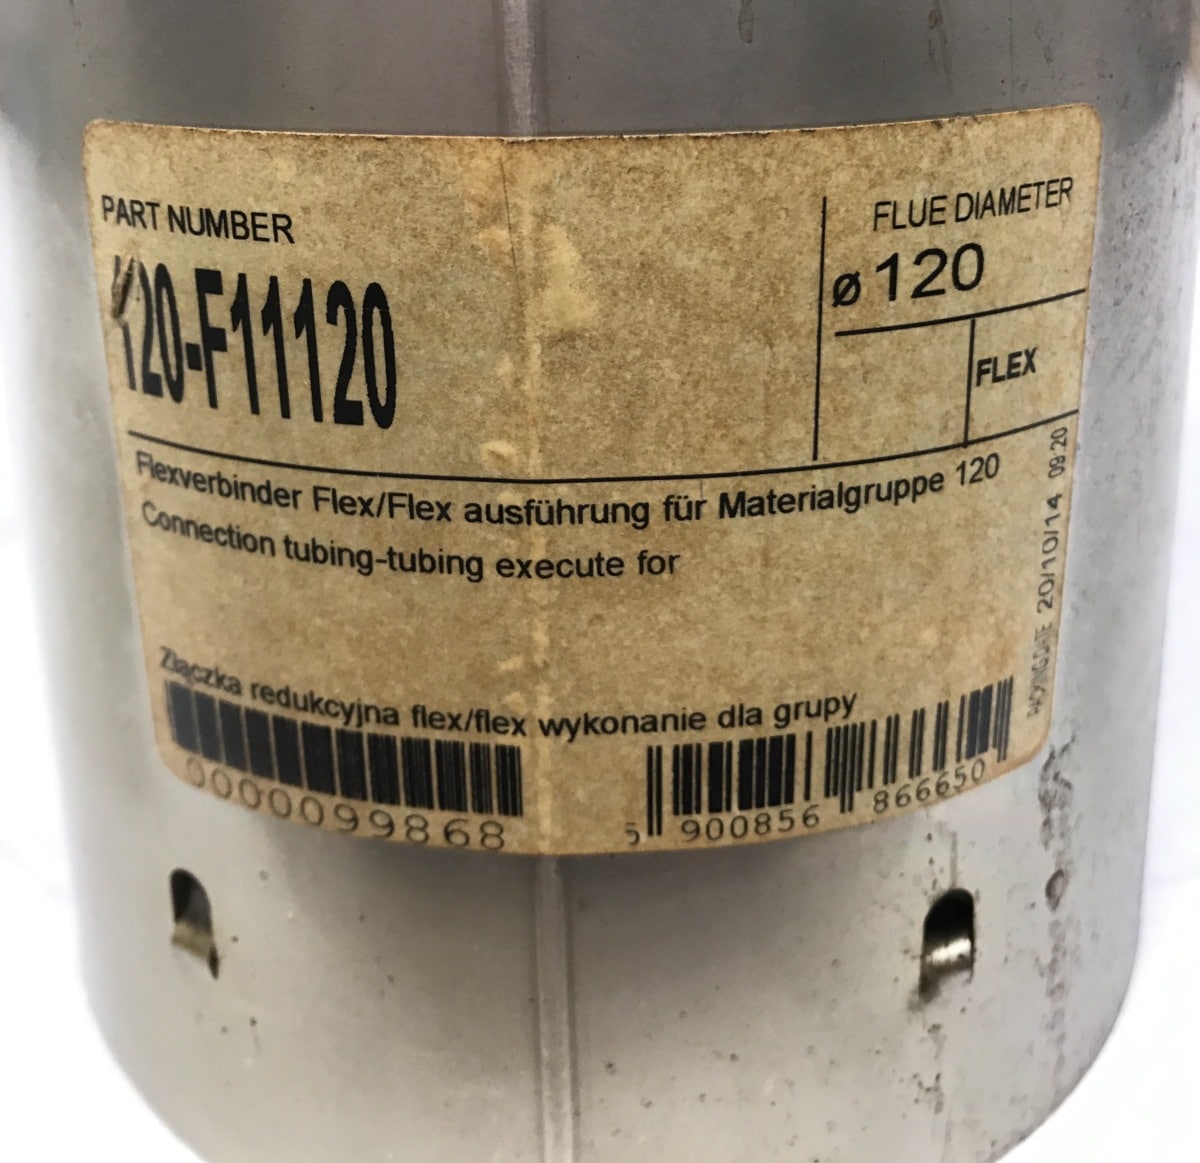 PART NUMBER
120-F11120
FLUE DIAMETER
ø 120
FLEX
Flexverbinder Flex/Flex ausführung für Materialgruppe 120
Connection tubing-tubing execute for
Złączka redukcyjna flex/flex wykonanie dla grupy
0000099868
5 900856 866650
20/10/14 09:20